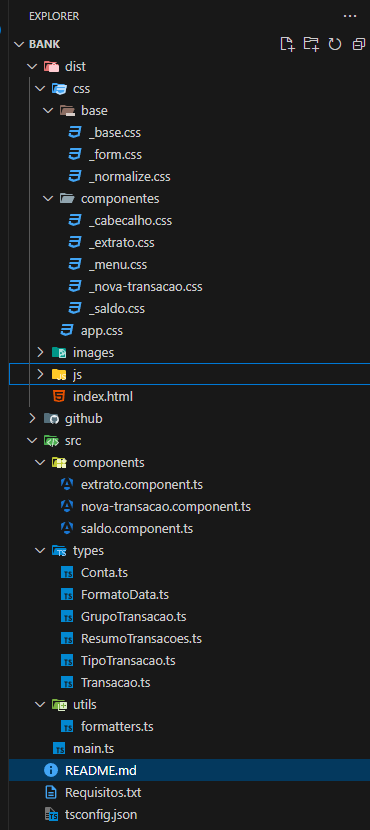 EXPLORER
BANK
dist
css
base
_base.css
_form.css
_normalize.css
componentes
_cabecalho.css
_extrato.css
_menu.css
_nova-transacao.css
_saldo.css
app.css
images
js
index.html
github
src
components
extrato.component.ts
nova-transacao.component.ts
saldo.component.ts
types
Conta.ts
FormatoData.ts
GrupoTransacao.ts
ResumoTransacoes.ts
TipoTransacao.ts
Transacao.ts
utils
formatters.ts
main.ts
README.md
Requisitos.txt
tsconfig.json